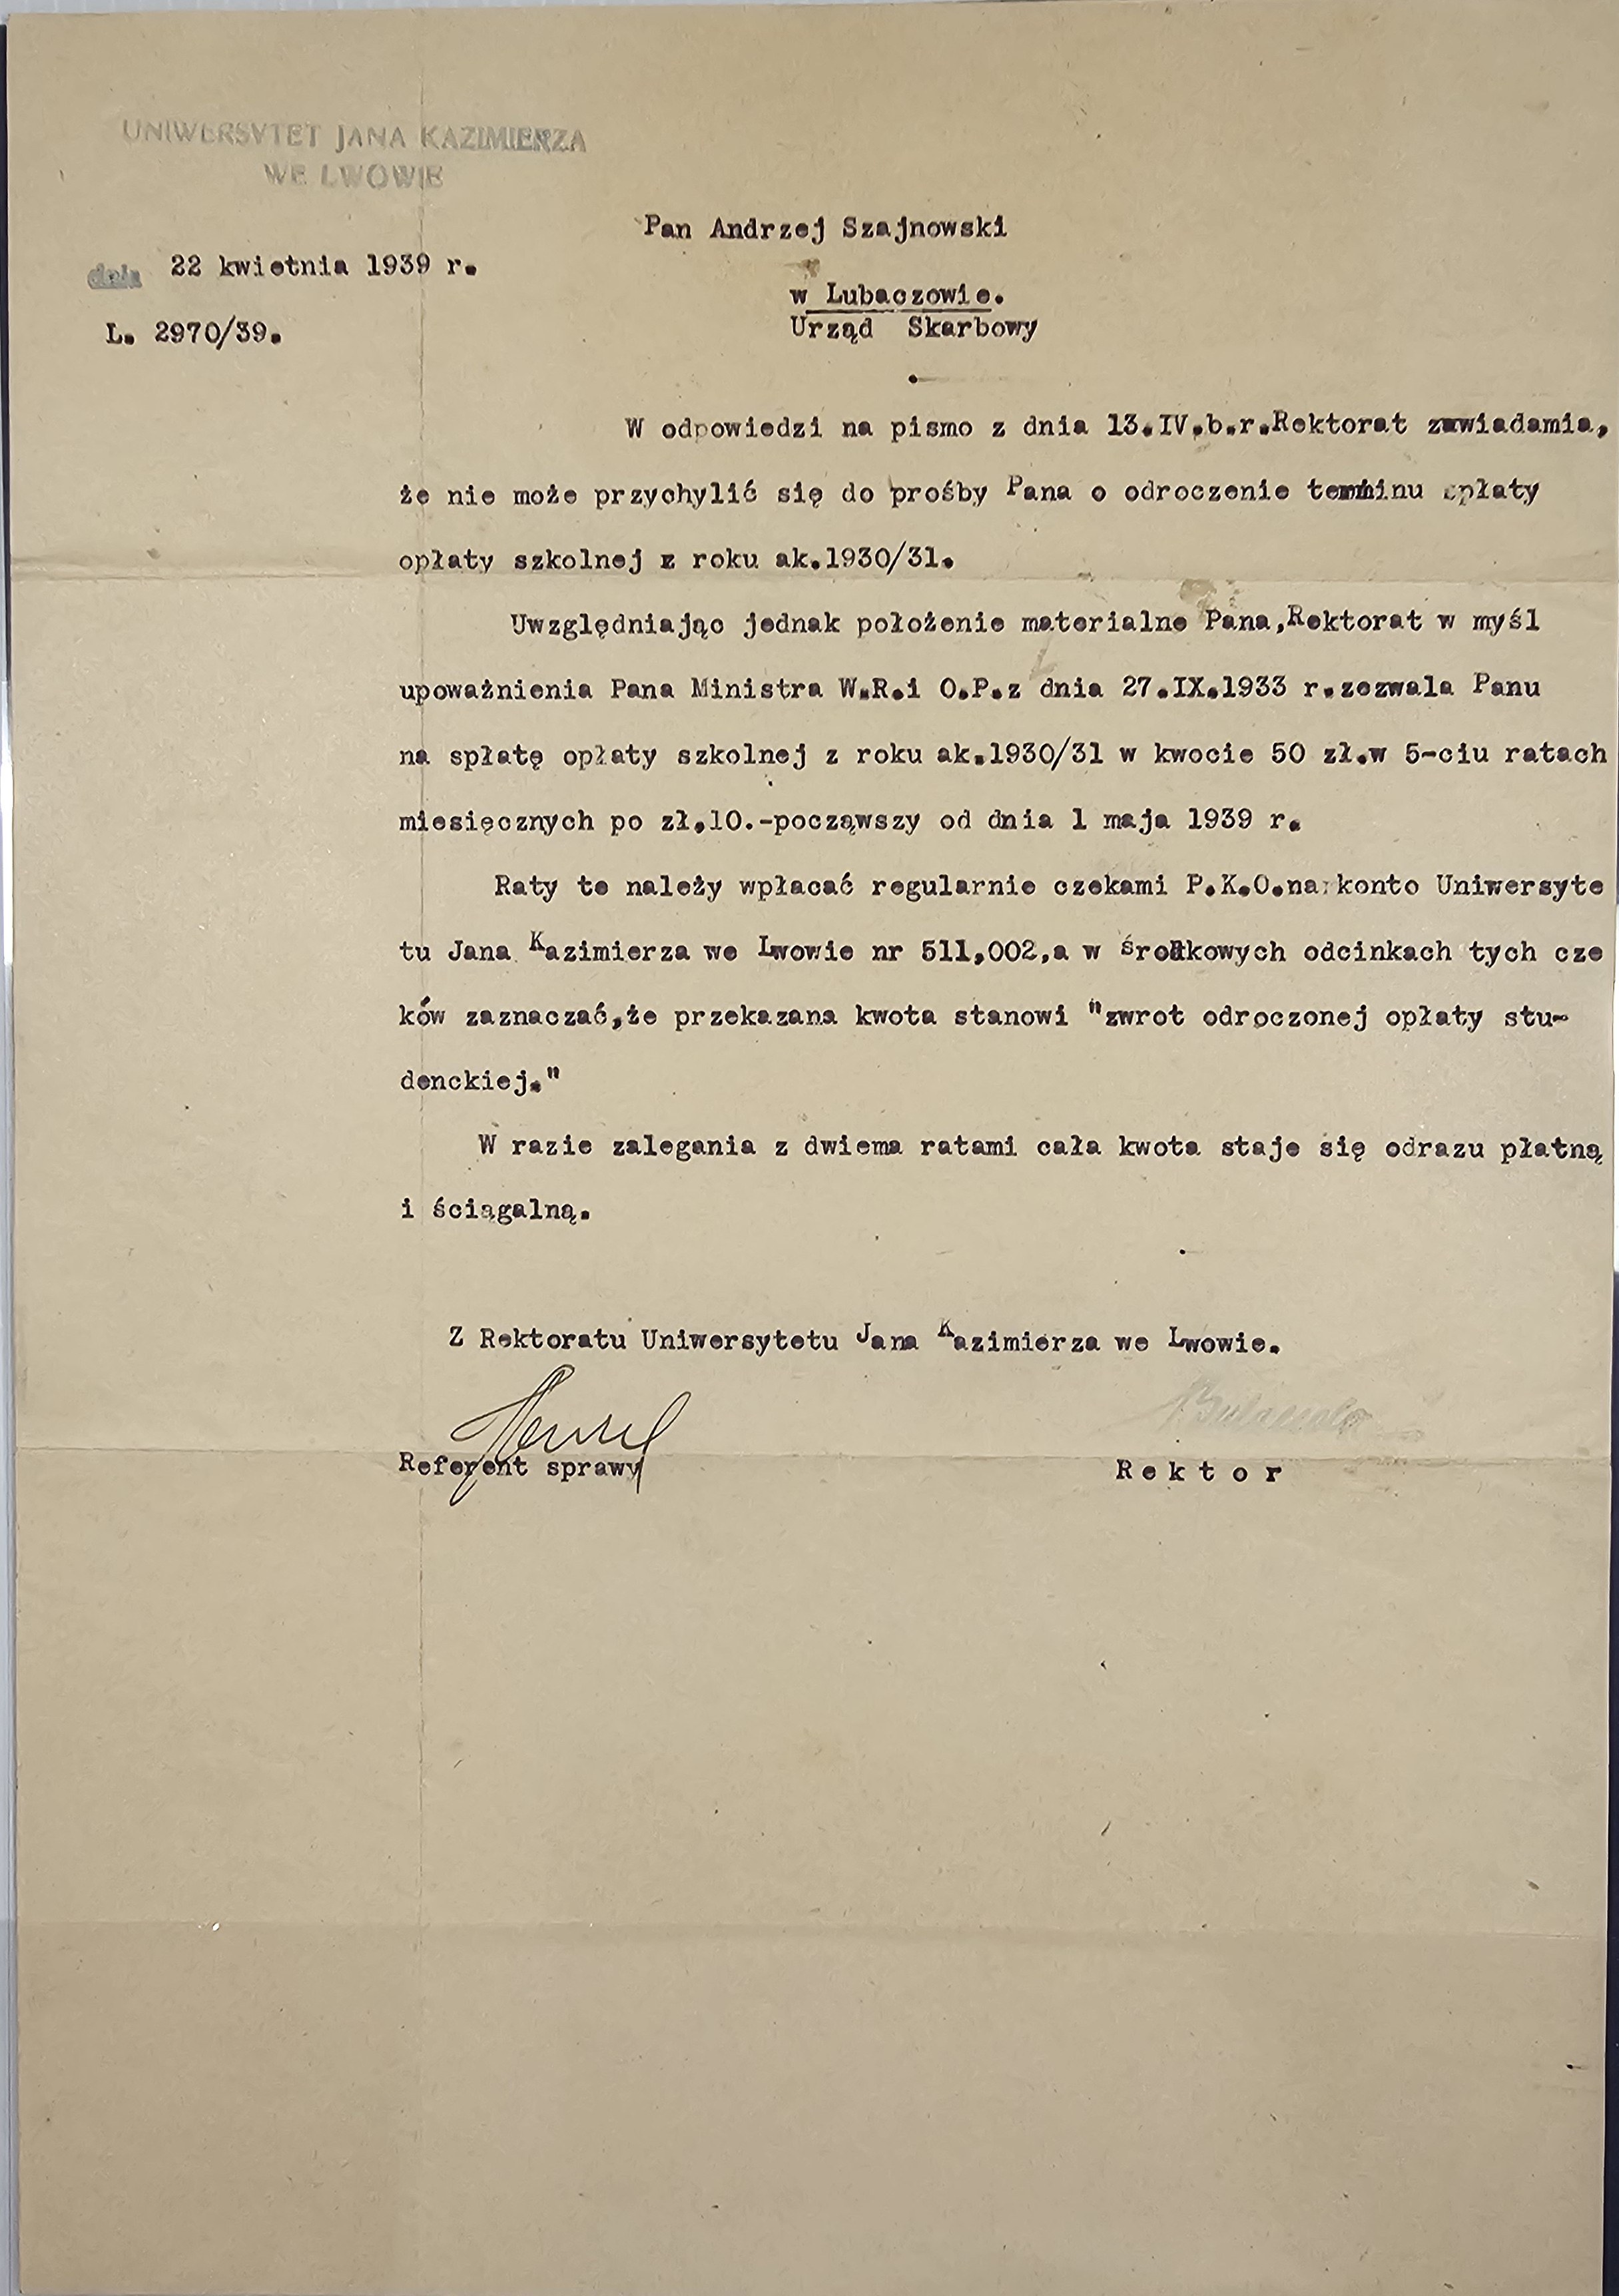 UNIWERSYTET JANA KAZIMIERZA
WE LWOWIE
Pan Andrzej Szajnowski
dnia 22 kwietnia 1939 r.
w Lubaczowie.
Urząd Skarbowy
L. 2970/39.
W odpowiedzi na pismo z dnia 13.IV.b.r.Rektorat zawiadamia,
że nie może przychylić się do prośby Pana o odroczenie terminu spłaty
opłaty szkolnej z roku ak.1930/31.
Uwzględniając jednak położenie materialne Pana,Rektorat w myśl
upoważnienia Pana Ministra W.R.i O.P.z dnia 27.IX.1933 r.zezwala Panu
na spłatę opłaty szkolnej z roku ak.1930/31 w kwocie 50 zł.w 5-ciu ratach
miesięcznych po zł.10.-począwszy od dnia 1 maja 1939 r.
Raty te należy wpłacać regularnie czekami P.K.O.na konto Uniwersyte
tu Jana Kazimierza we Lwowie nr 511,002,a w środkowych odcinkach tych cze
ków zaznaczać,że przekazana kwota stanowi "zwrot odroczonej opłaty stu-
denckiej."
W razie zalegania z dwiema ratami cała kwota staje się odrazu płatną
i ściągalną.
Z Rektoratu Uniwersytetu Jana Kazimierza we Lwowie.
Referent sprawy
Rektor